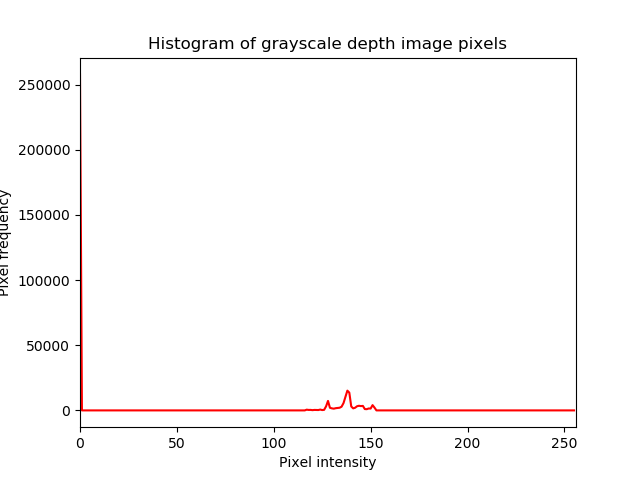 Histogram of grayscale depth image pixels
250000
200000
150000
100000
50000
0
Pixel frequency
0 50 100 150 200 250
Pixel intensity